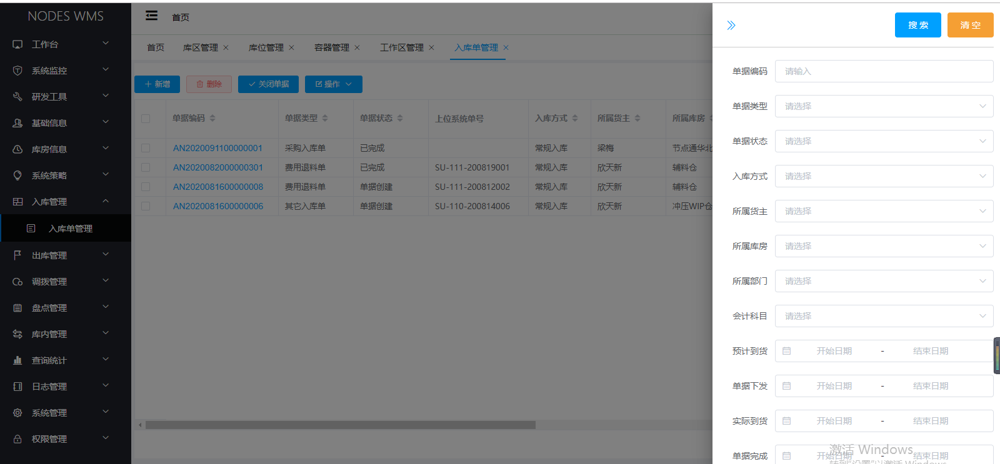 NODES WMS
工作台
系统监控
研发工具
基础信息
库房信息
系统策略
入库管理
入库单管理
出库管理
调拨管理
盘点管理
库内管理
查询统计
日志管理
系统管理
权限管理
首页
首页 库区管理 库位管理 容器管理 工作区管理 入库单管理
新增 删除 关闭单据 操作
单据编码 单据类型 单据状态 上位系统单号 入库方式 所属货主 所属库房
AN2020091100000001 采购入库单 已完成 常规入库 梁梅 节点通华北
AN2020082000000301 费用退料单 已完成 SU-111-200819001 常规入库 欣天新 辅料仓
AN2020081600000008 费用退料单 单据创建 SU-111-200812002 常规入库 欣天新 辅料仓
AN2020081600000006 其它入库单 单据创建 SU-110-200814006 常规入库 欣天新 冲压WIP仓
搜 索 清 空
单据编码 请输入
单据类型 请选择
单据状态 请选择
入库方式 请选择
所属货主 请选择
所属库房 请选择
所属部门 请选择
会计科目 请选择
预计到货 开始日期 - 结束日期
单据下发 开始日期 - 结束日期
实际到货 开始日期 - 结束日期
单据完成 开始日期 - 结束日期
激活 Windows
转到"设置"以激活 Windows